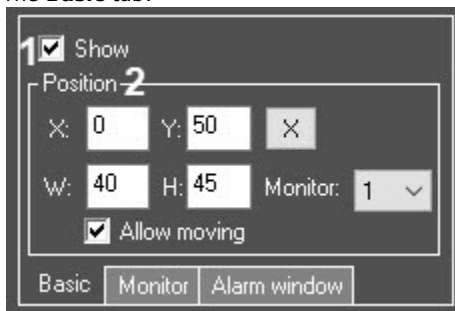 The Basic tab:
1 Show
Position 2
X: 0 Y: 50 X
W: 40 H: 45 Monitor: 1
Allow moving
Basic Monitor Alarm window